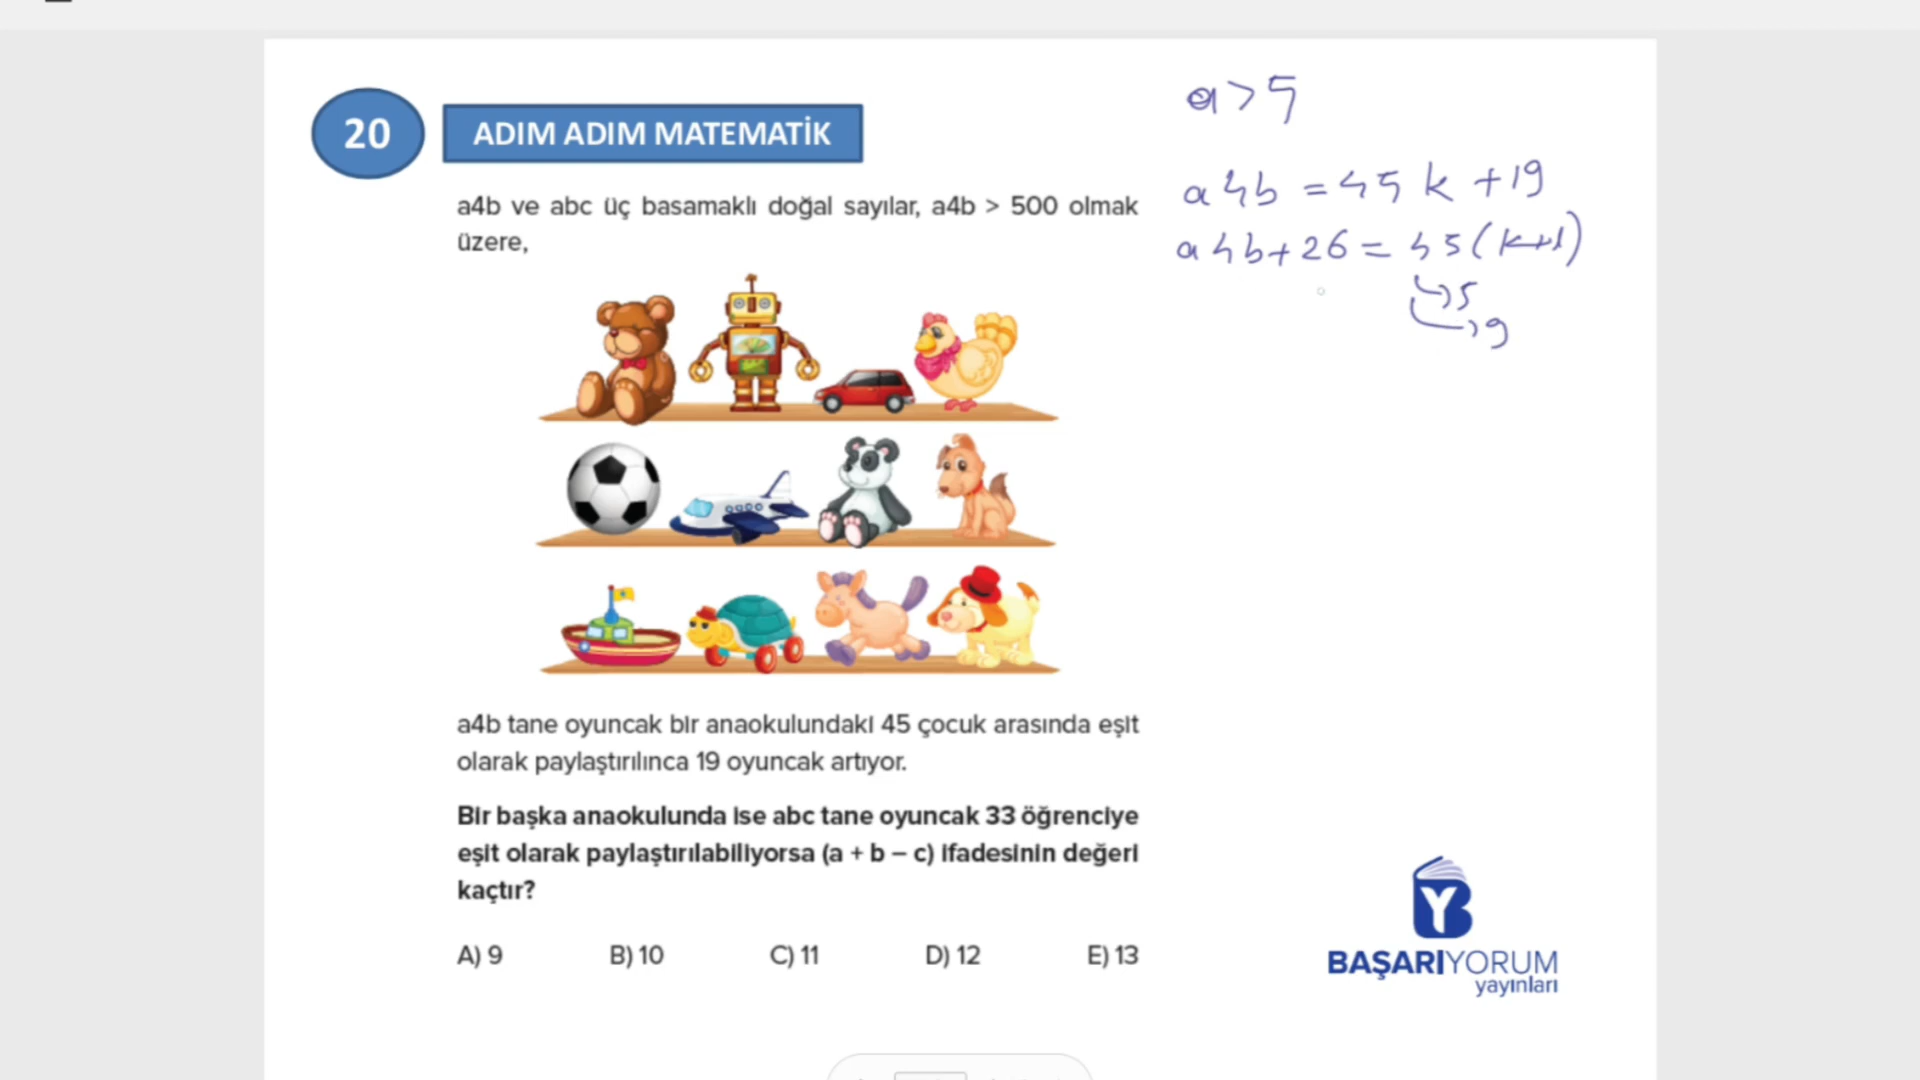 20
ADIM ADIM MATEMATİK
a4b ve abc üç basamaklı doğal sayılar, a4b > 500 olmak
üzere,
a4b tane oyuncak bir anaokulundaki 45 çocuk arasında eşit
olarak paylaştırılınca 19 oyuncak artıyor.
Bir başka anaokulunda ise abc tane oyuncak 33 öğrenciye
eşit olarak paylaştırılabiliyorsa (a + b – c) ifadesinin değeri
kaçtır?
A) 9 B) 10 C) 11 D) 12 E) 13
a > 5
a4b = 45 k + 19
a4b + 26 = 45 (k+1)
5
9
BAŞARIYORUM
yayınları